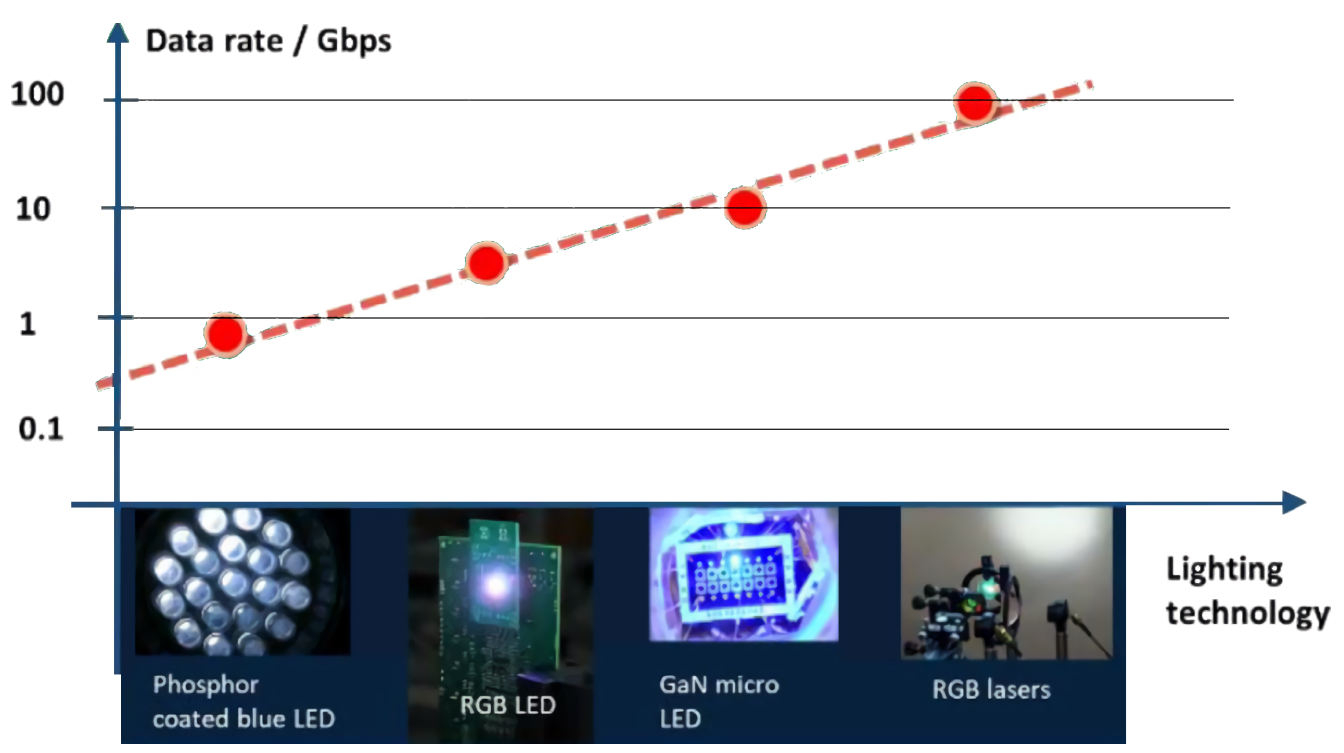 Data rate / Gbps
100
10
1
0.1
Lighting
technology
Phosphor
coated blue LED
RGB LED
GaN micro
LED
RGB lasers